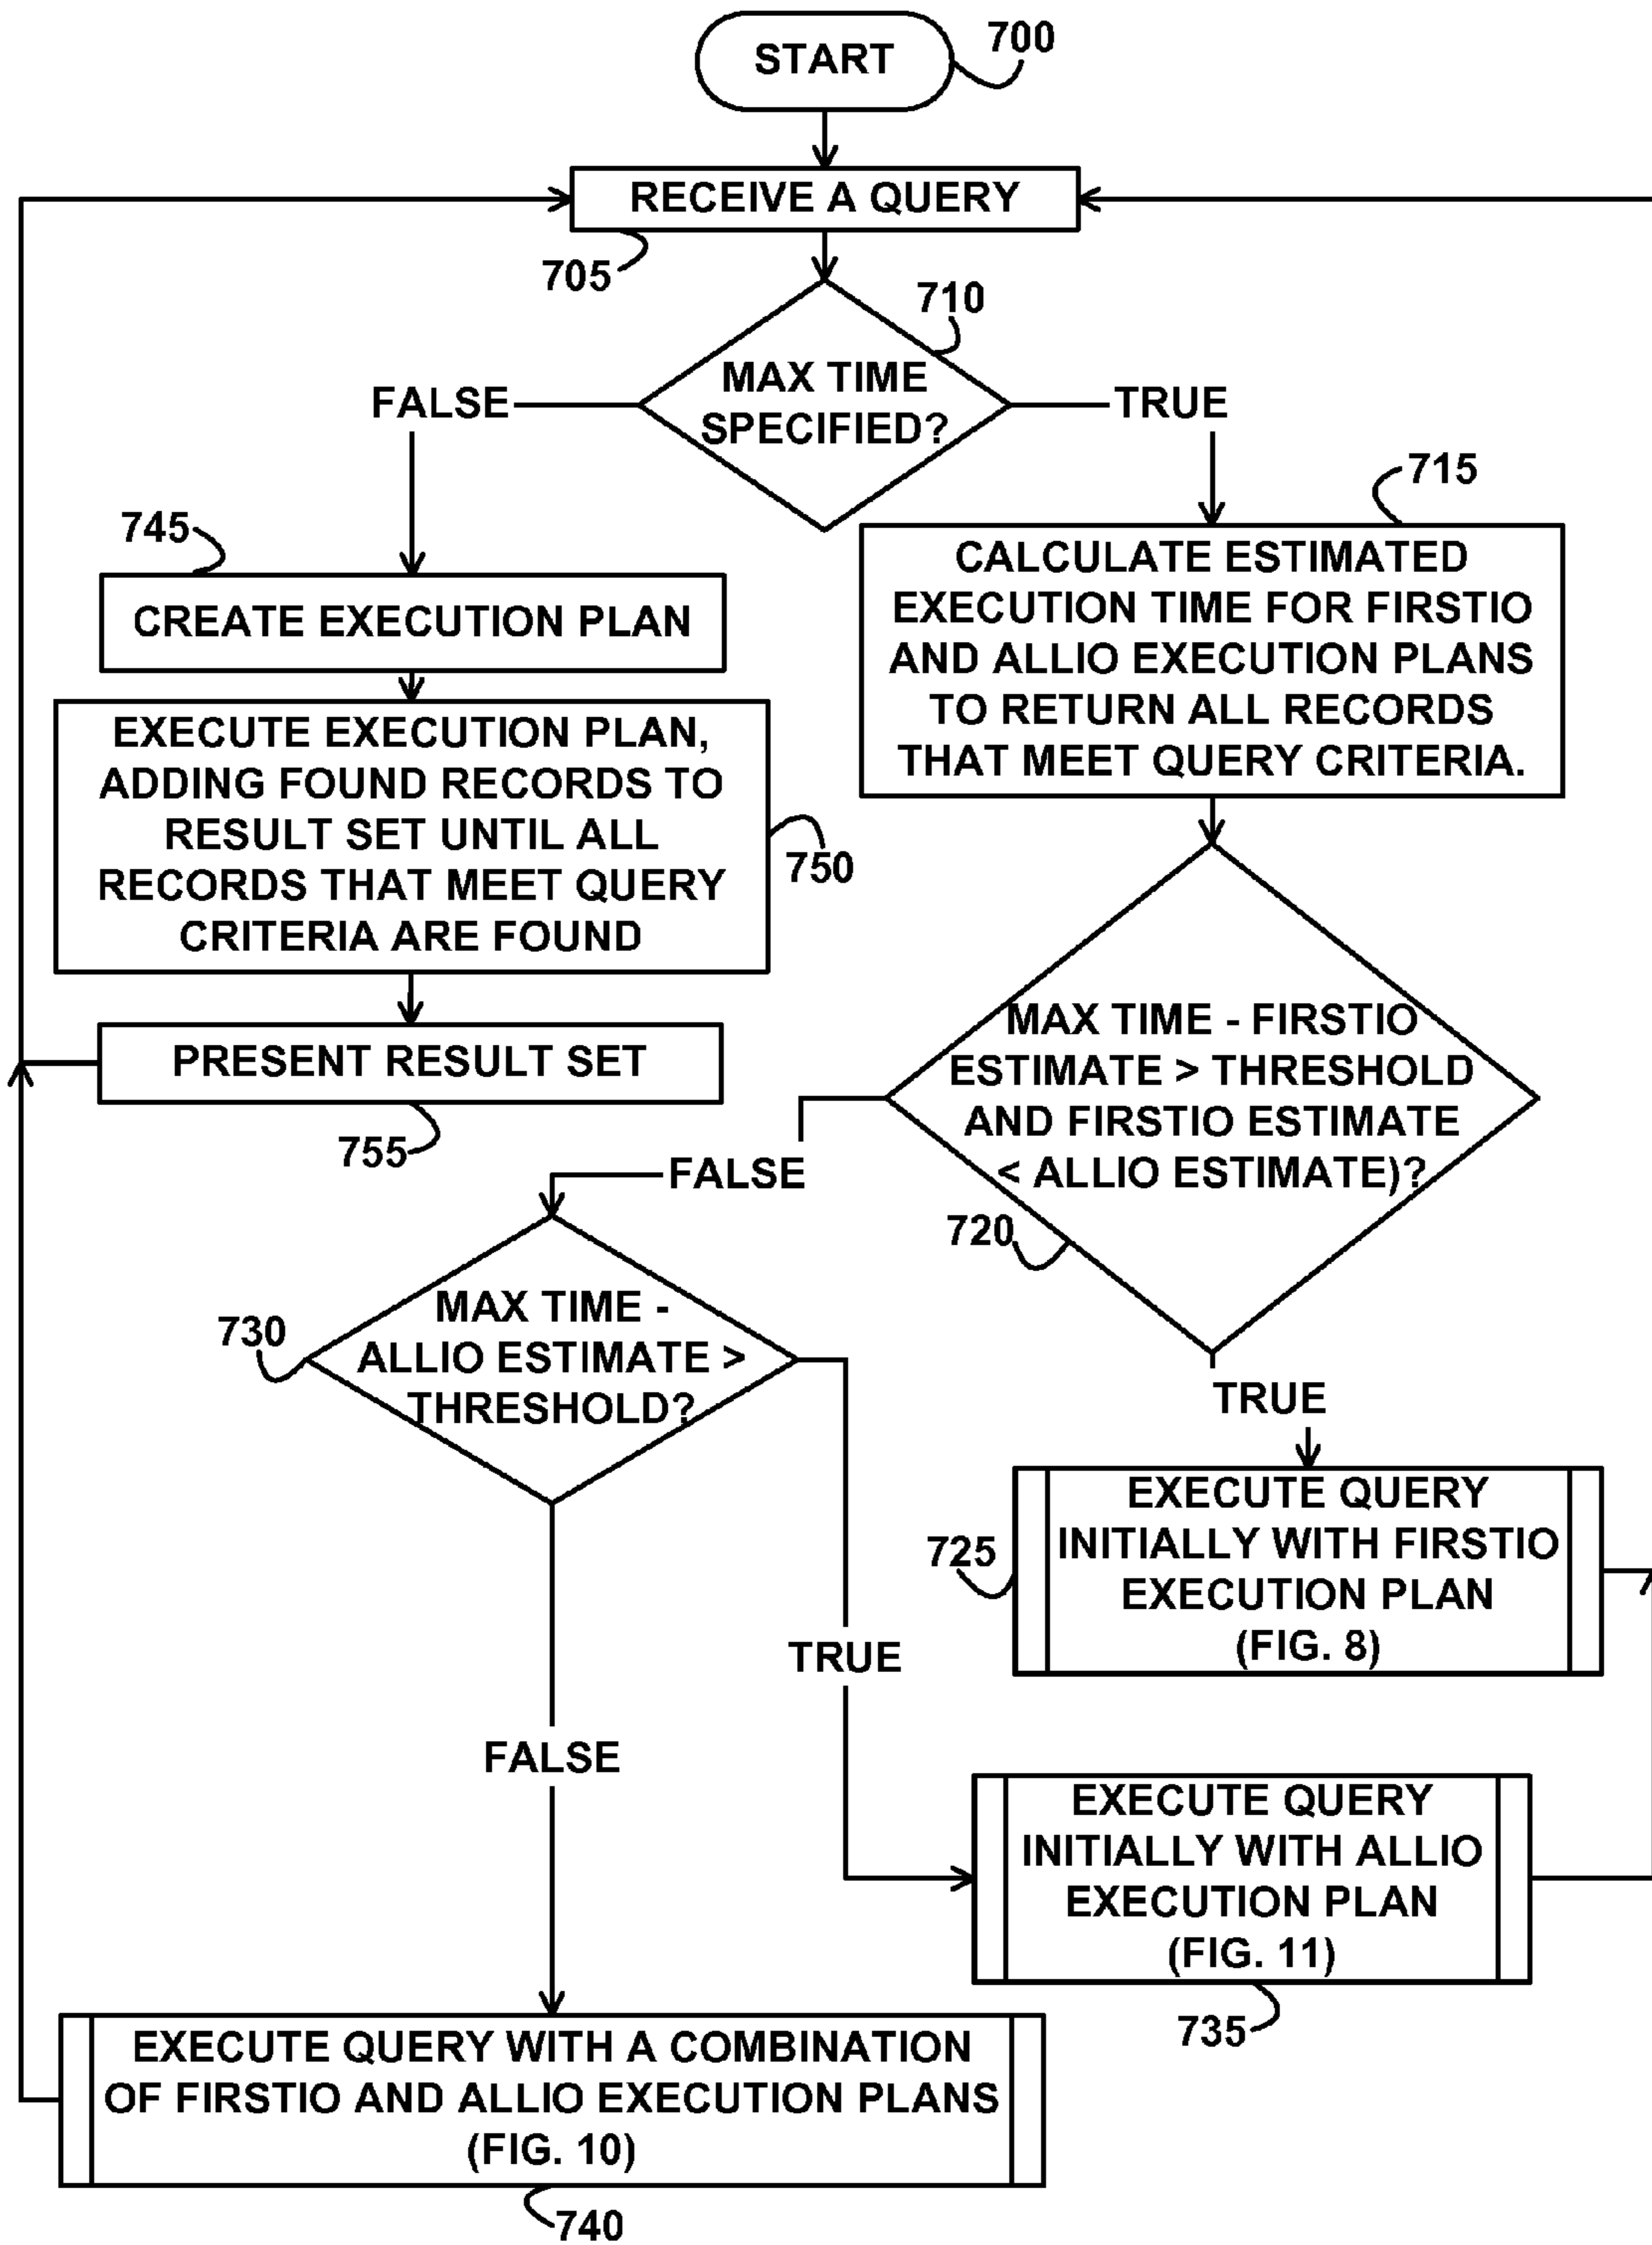 START
700
RECEIVE A QUERY
705
710
MAX TIME
SPECIFIED?
FALSE
TRUE
715
745
CREATE EXECUTION PLAN
CALCULATE ESTIMATED
EXECUTION TIME FOR FIRSTIO
AND ALLIO EXECUTION PLANS
TO RETURN ALL RECORDS
THAT MEET QUERY CRITERIA.
EXECUTE EXECUTION PLAN,
ADDING FOUND RECORDS TO
RESULT SET UNTIL ALL
RECORDS THAT MEET QUERY
CRITERIA ARE FOUND
750
PRESENT RESULT SET
755
MAX TIME - FIRSTIO
ESTIMATE > THRESHOLD
AND FIRSTIO ESTIMATE
< ALLIO ESTIMATE)?
720
FALSE
TRUE
730
MAX TIME -
ALLIO ESTIMATE >
THRESHOLD?
725
EXECUTE QUERY
INITIALLY WITH FIRSTIO
EXECUTION PLAN
(FIG. 8)
TRUE
FALSE
EXECUTE QUERY
INITIALLY WITH ALLIO
EXECUTION PLAN
(FIG. 11)
735
EXECUTE QUERY WITH A COMBINATION
OF FIRSTIO AND ALLIO EXECUTION PLANS
(FIG. 10)
740